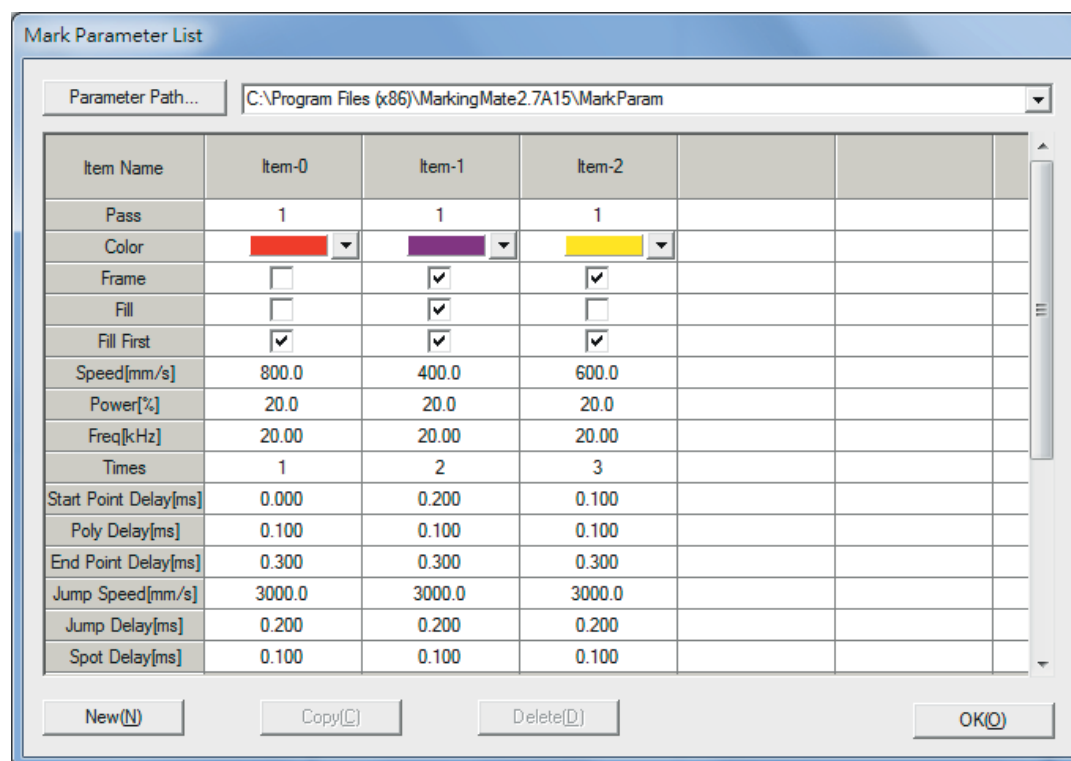 Mark Parameter List
Parameter Path... C:\Program Files (x86)\MarkingMate2.7A15\MarkParam
Item Name Item-0 Item-1 Item-2
Pass 1 1 1
Color
Frame
Fill
Fill First
Speed[mm/s] 800.0 400.0 600.0
Power[%] 20.0 20.0 20.0
Freq[kHz] 20.00 20.00 20.00
Times 1 2 3
Start Point Delay[ms] 0.000 0.200 0.100
Poly Delay[ms] 0.100 0.100 0.100
End Point Delay[ms] 0.300 0.300 0.300
Jump Speed[mm/s] 3000.0 3000.0 3000.0
Jump Delay[ms] 0.200 0.200 0.200
Spot Delay[ms] 0.100 0.100 0.100
New(N) Copy(C) Delete(D) OK(O)